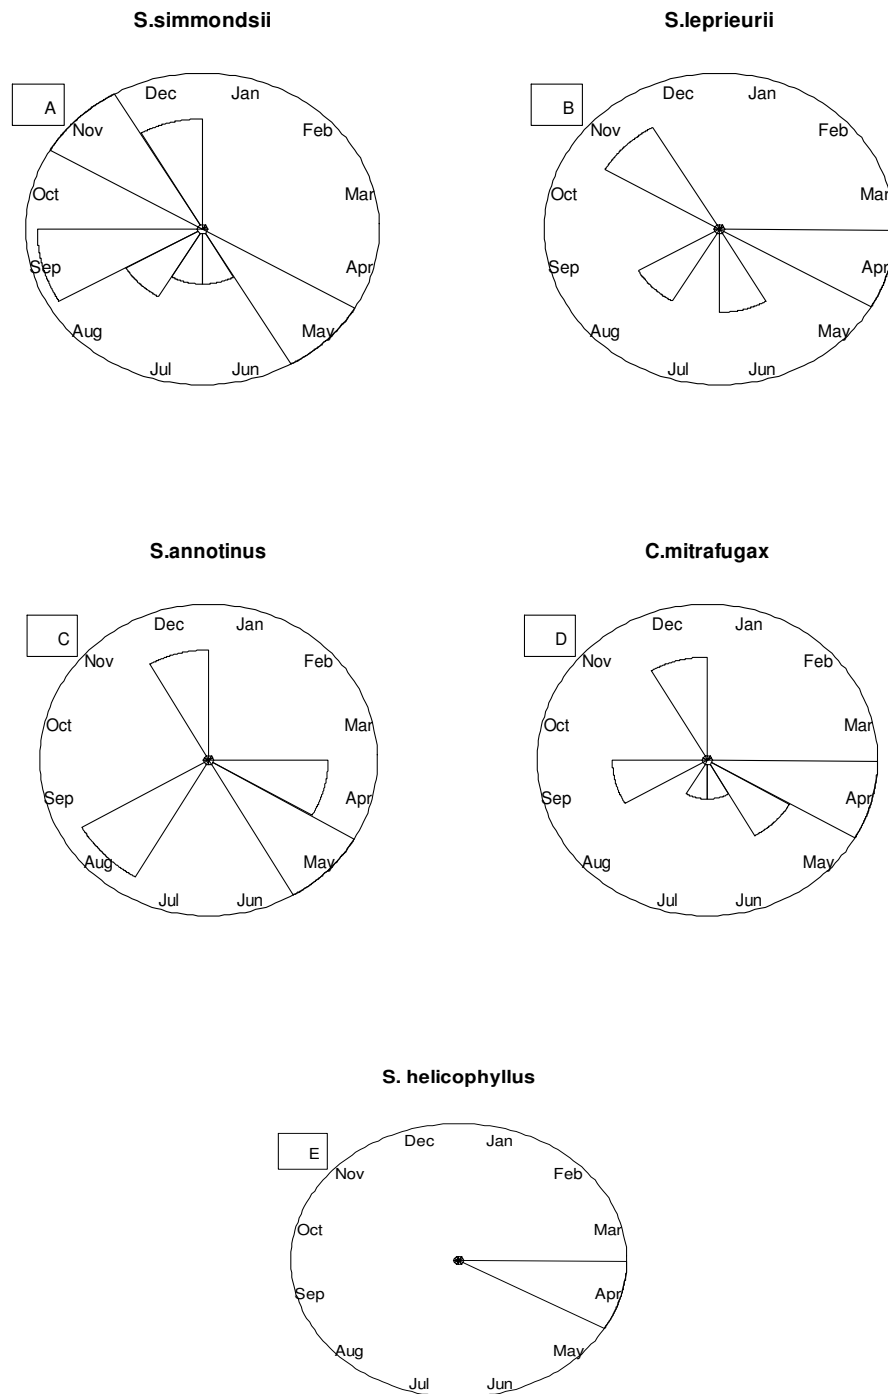 S.simmondsii
A
Dec Jan
Nov Feb
Oct Mar
Sep Apr
Aug May
Jul Jun
S.leprieurii
B
Dec Jan
Nov Feb
Oct Mar
Sep Apr
Aug May
Jul Jun
S.annotinus
C
Dec Jan
Nov Feb
Oct Mar
Sep Apr
Aug May
Jul Jun
C.mitrafugax
D
Dec Jan
Nov Feb
Oct Mar
Sep Apr
Aug May
Jul Jun
S. helicophyllus
E
Dec Jan
Nov Feb
Oct Mar
Sep Apr
Aug May
Jul Jun